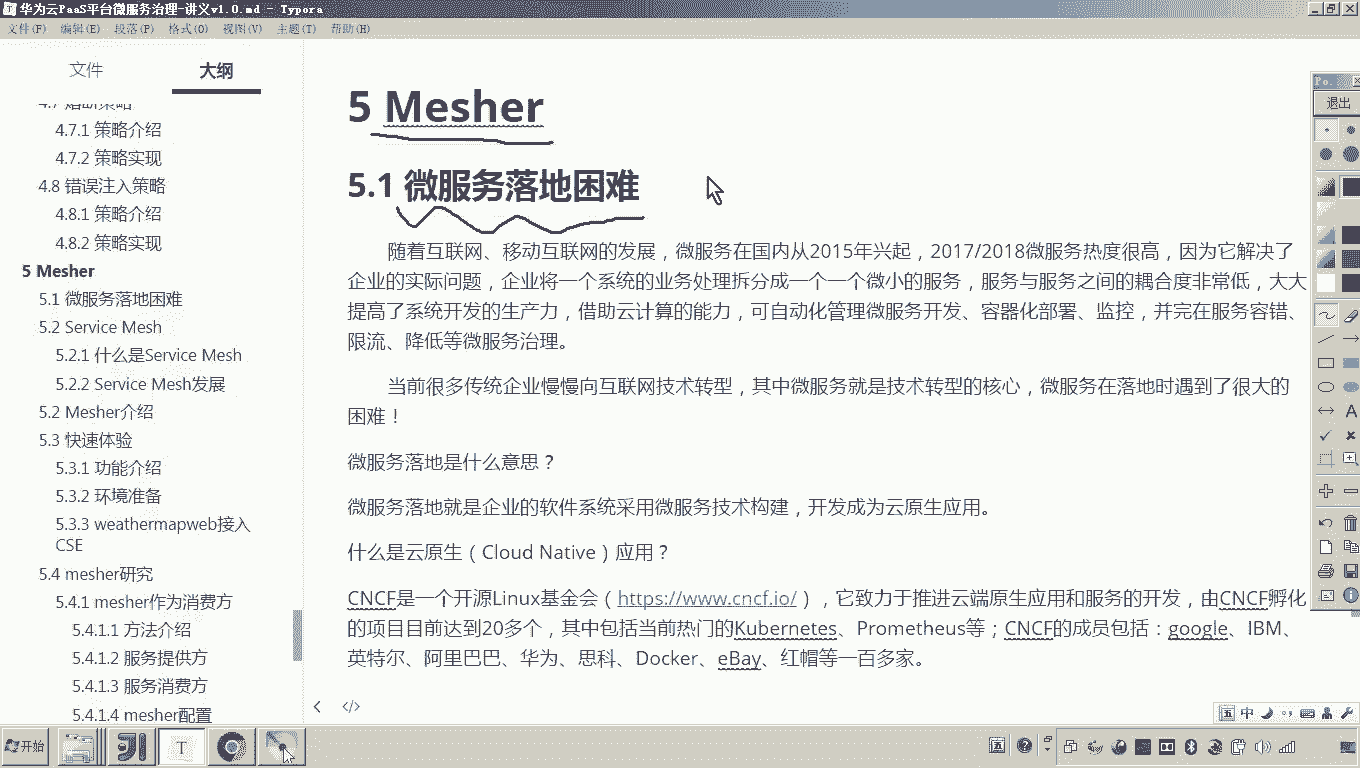 华为云PaaS平台微服务治理-讲义v1.0.md - Typora
文件(F) 编辑(E) 段落(P) 格式(O) 视图(V) 主题(T) 帮助(H)
文件 大纲
4.7 熔断策略
4.7.1 策略介绍
4.7.2 策略实现
4.8 错误注入策略
4.8.1 策略介绍
4.8.2 策略实现
5 Mesher
5.1 微服务落地困难
5.2 Service Mesh
5.2.1 什么是Service Mesh
5.2.2 Service Mesh发展
5.2 Mesher介绍
5.3 快速体验
5.3.1 功能介绍
5.3.2 环境准备
5.3.3 weathermapweb接入
CSE
5.4 mesher研究
5.4.1 mesher作为消费方
5.4.1.1 方法介绍
5.4.1.2 服务提供方
5.4.1.3 服务消费方
5.4.1.4 mesher配置
5 Mesher
5.1 微服务落地困难
随着互联网、移动互联网的发展，微服务在国内从2015年兴起，2017/2018微服务热度很高，因为它解决了
企业的实际问题，企业将一个系统的业务处理拆分成一个一个微小的服务，服务与服务之间的耦合度非常低，大大
提高了系统开发的生产力，借助云计算的能力，可自动化管理微服务开发、容器化部署、监控，并完在服务容错、
限流、降低等微服务治理。
当前很多传统企业慢慢向互联网技术转型，其中微服务就是技术转型的核心，微服务在落地时遇到了很大的
困难！
微服务落地是什么意思？
微服务落地就是企业的软件系统采用微服务技术构建，开发成为云原生应用。
什么是云原生（Cloud Native）应用？
CNCF是一个开源Linux基金会（https://www.cncf.io/），它致力于推进云端原生应用和服务的开发，由CNCF孵化
的项目目前达到20多个，其中包括当前热门的Kubernetes、Prometheus等；CNCF的成员包括：google、IBM、
英特尔、阿里巴巴、华为、思科、Docker、eBay、红帽等一百多家。
Po.
退出
A
中
开始
T